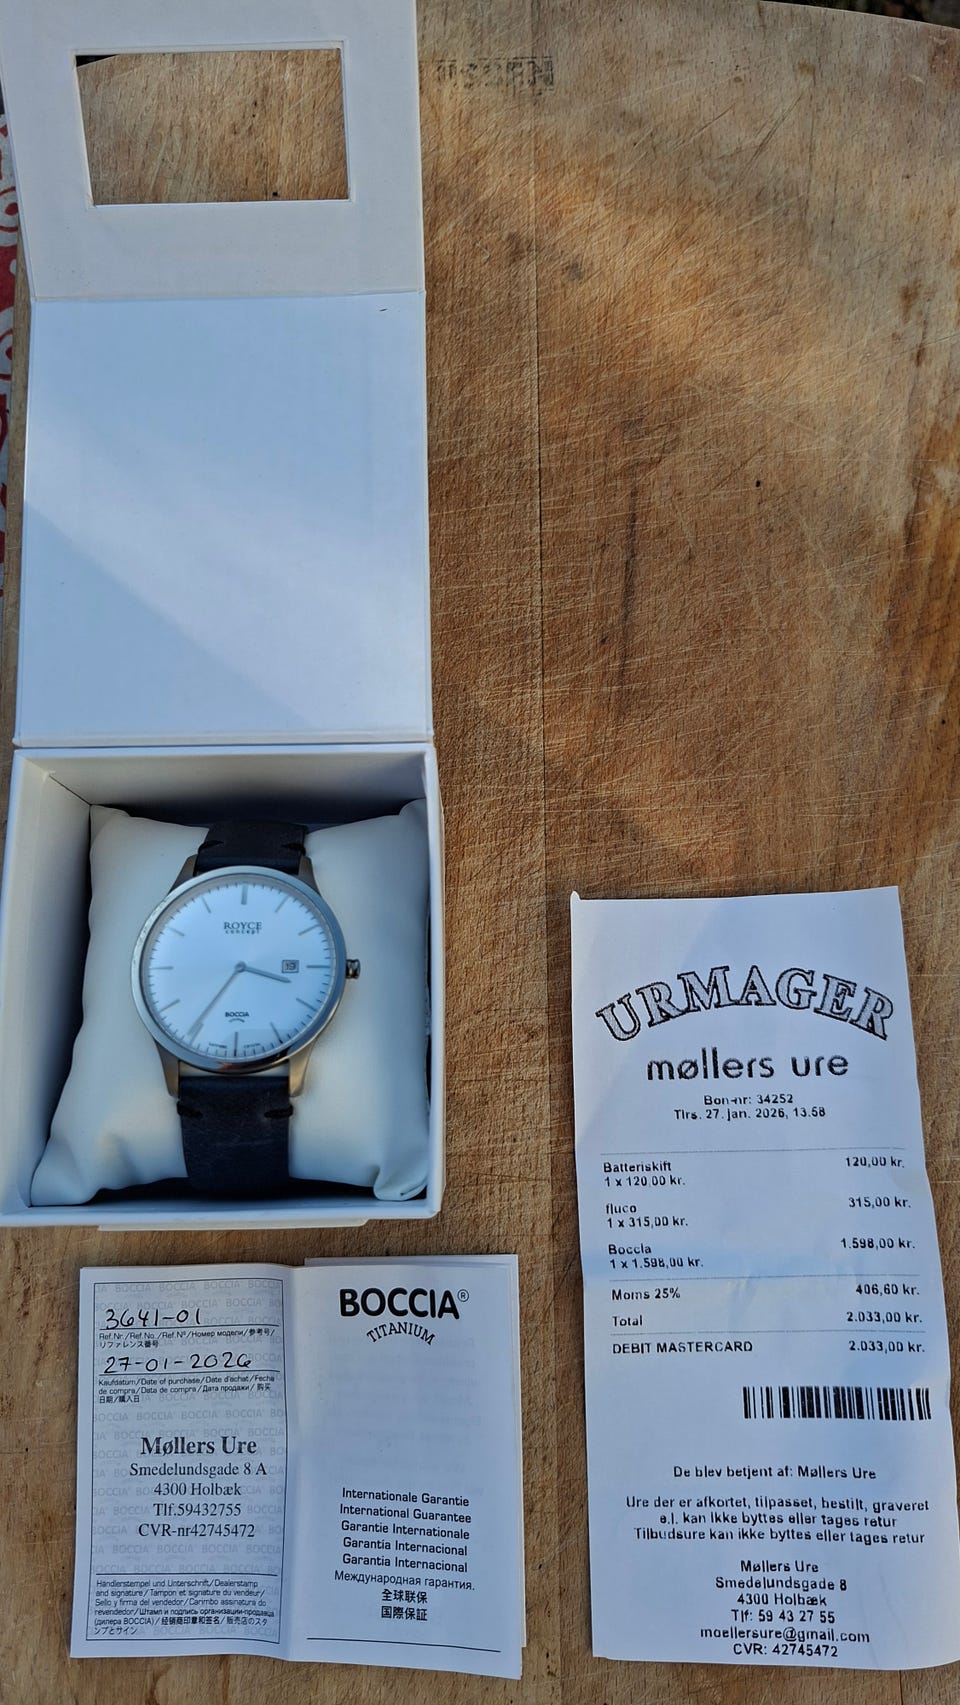 ROYCE
concept
19
BOCCIA
3641-01
Ref.Nr./Ref.No./Ref.Nº/Номер модели/参考号/
リファレンス番号
27-01-2026
Kaufdatum/Date of purchase/Date d'achat/Fecha
de compra/Data de compra/Дата продажи/购买
日期/購入日
Møllers Ure
Smedelundsgade 8 A
4300 Holbæk
Tlf.59432755
CVR-nr42745472
Händlerstempel und Unterschrift/Dealerstamp
and signature/Tampon et signature du vendeur/
Sello y firma del vendedor/Carimbo assinatura do
revendedor/Штамп и подпись организации-продавца
(дилера BOCCIA)/经销商印章和签名/販売店のスタ
ンプとサイン
BOCCIA®
TITANIUM
Internationale Garantie
International Guarantee
Garantie Internationale
Garantía Internacional
Garantia Internacional
Международная гарантия.
全球联保
国際保証
URMAGER
møllers ure
Bon-nr: 34252
Tirs. 27. jan. 2026, 13.58
Batteriskift 120,00 kr.
1 x 120,00 kr.
fluco 315,00 kr.
1 x 315,00 kr.
Boccia 1.598,00 kr.
1 x 1.598,00 kr.
Moms 25% 406,60 kr.
Total 2.033,00 kr.
DEBIT MASTERCARD 2.033,00 kr.
De blev betjent af: Møllers Ure
Ure der er afkortet, tilpasset, bestilt, graveret
e.l. kan ikke byttes eller tages retur
Tilbudsure kan ikke byttes eller tages retur
Møllers Ure
Smedelundsgade 8
4300 Holbæk
Tlf: 59 43 27 55
moellersure@gmail.com
CVR: 42745472